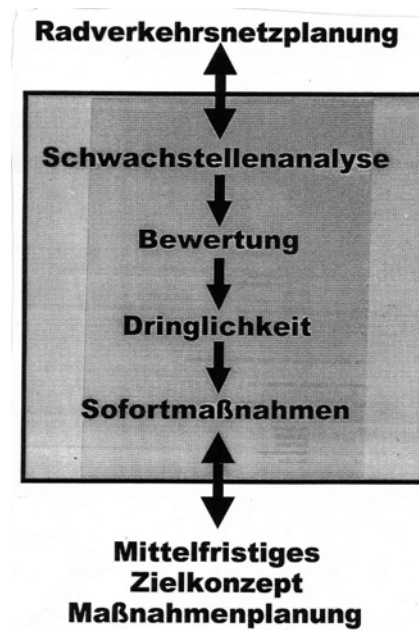 Radverkehrsnetzplanung
Schwachstellenanalyse
Bewertung
Dringlichkeit
Sofortmaßnahmen
Mittelfristiges
Zielkonzept
Maßnahmenplanung